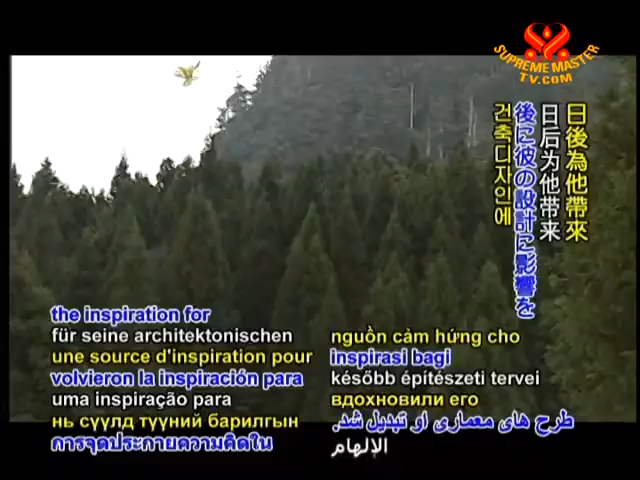 SUPREME MASTER
TV.COM
日後為他帶來
日后为他带来
後に彼の設計に影響を
건축디자인에
the inspiration for
für seine architektonischen
une source d'inspiration pour
volvieron la inspiración para
uma inspiração para
нь сүүлд түүний барилгын
การจุดประกายความคิดใน
nguồn cảm hứng cho
inspirasi bagi
később építészeti tervei
вдохновили его
طرح های معماری او تبدیل شد.
الإلهام